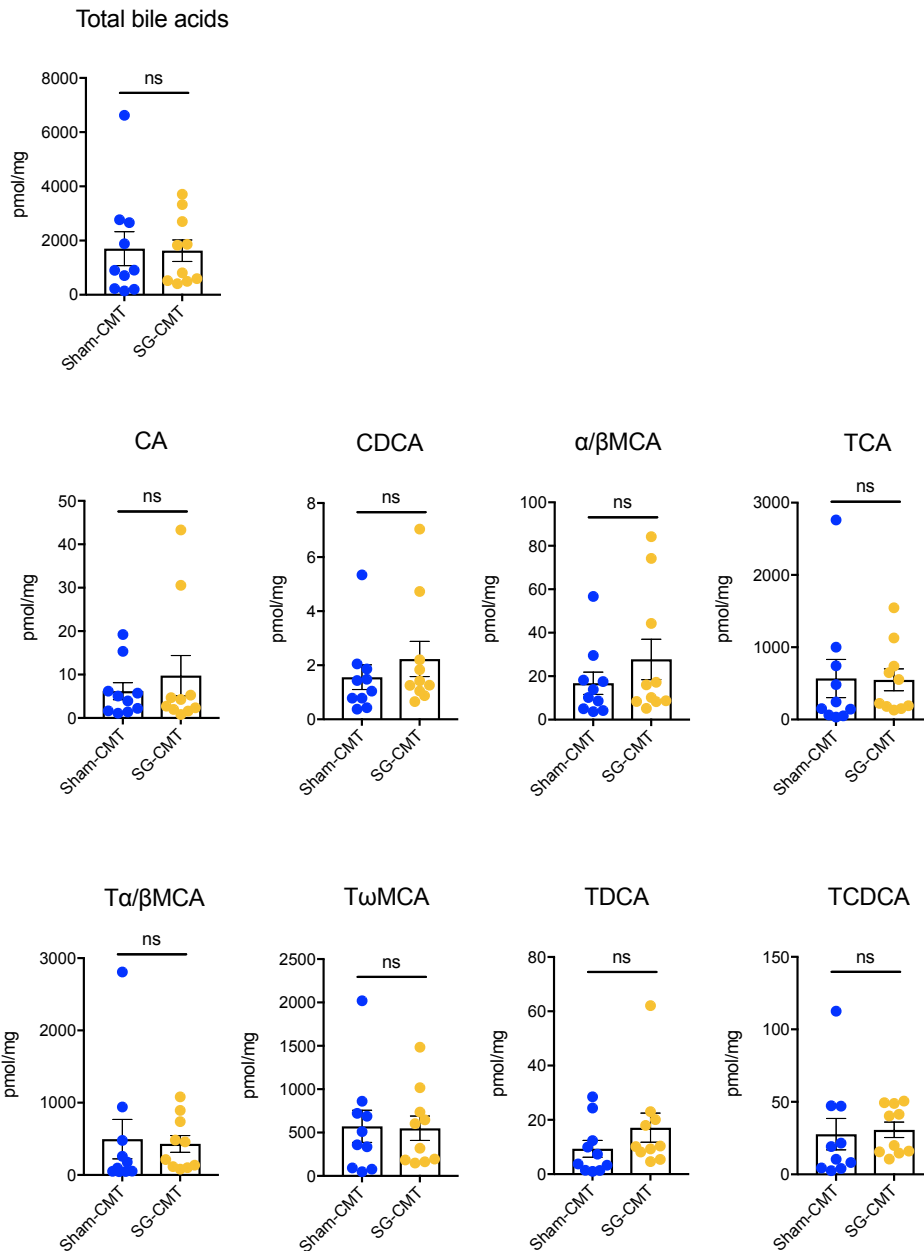 Total bile acids
ns
8000
6000
4000
2000
0
pmol/mg
Sham-CMT
SG-CMT
CA
ns
50
40
30
20
10
0
pmol/mg
Sham-CMT
SG-CMT
CDCA
ns
8
6
4
2
0
pmol/mg
Sham-CMT
SG-CMT
α/βMCA
ns
100
80
60
40
20
0
pmol/mg
Sham-CMT
SG-CMT
TCA
ns
3000
2000
1000
0
pmol/mg
Sham-CMT
SG-CMT
Tα/βMCA
ns
3000
2000
1000
0
pmol/mg
Sham-CMT
SG-CMT
TωMCA
ns
2500
2000
1500
1000
500
0
pmol/mg
Sham-CMT
SG-CMT
TDCA
ns
80
60
40
20
0
pmol/mg
Sham-CMT
SG-CMT
TCDCA
ns
150
100
50
0
pmol/mg
Sham-CMT
SG-CMT